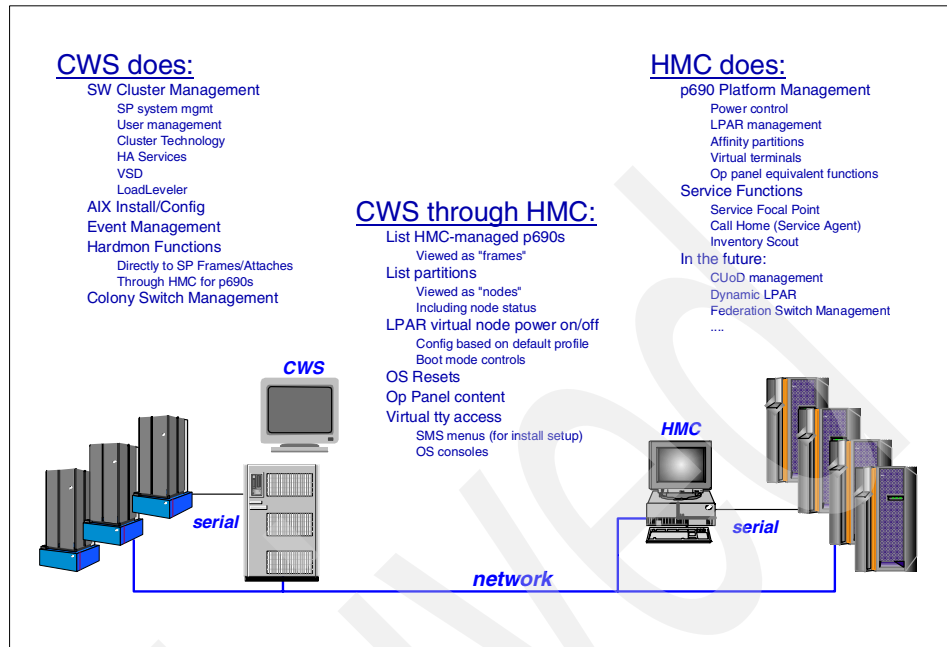 CWS does:
SW Cluster Management
SP system mgmt
User management
Cluster Technology
HA Services
VSD
LoadLeveler
AIX Install/Config
Event Management
Hardmon Functions
Directly to SP Frames/Attaches
Through HMC for p690s
Colony Switch Management
CWS through HMC:
List HMC-managed p690s
Viewed as "frames"
List partitions
Viewed as "nodes"
Including node status
LPAR virtual node power on/off
Config based on default profile
Boot mode controls
OS Resets
Op Panel content
Virtual tty access
SMS menus (for install setup)
OS consoles
HMC does:
p690 Platform Management
Power control
LPAR management
Affinity partitions
Virtual terminals
Op panel equivalent functions
Service Functions
Service Focal Point
Call Home (Service Agent)
Inventory Scout
In the future:
CUoD management
Dynamic LPAR
Federation Switch Management
....
CWS
HMC
serial
serial
network